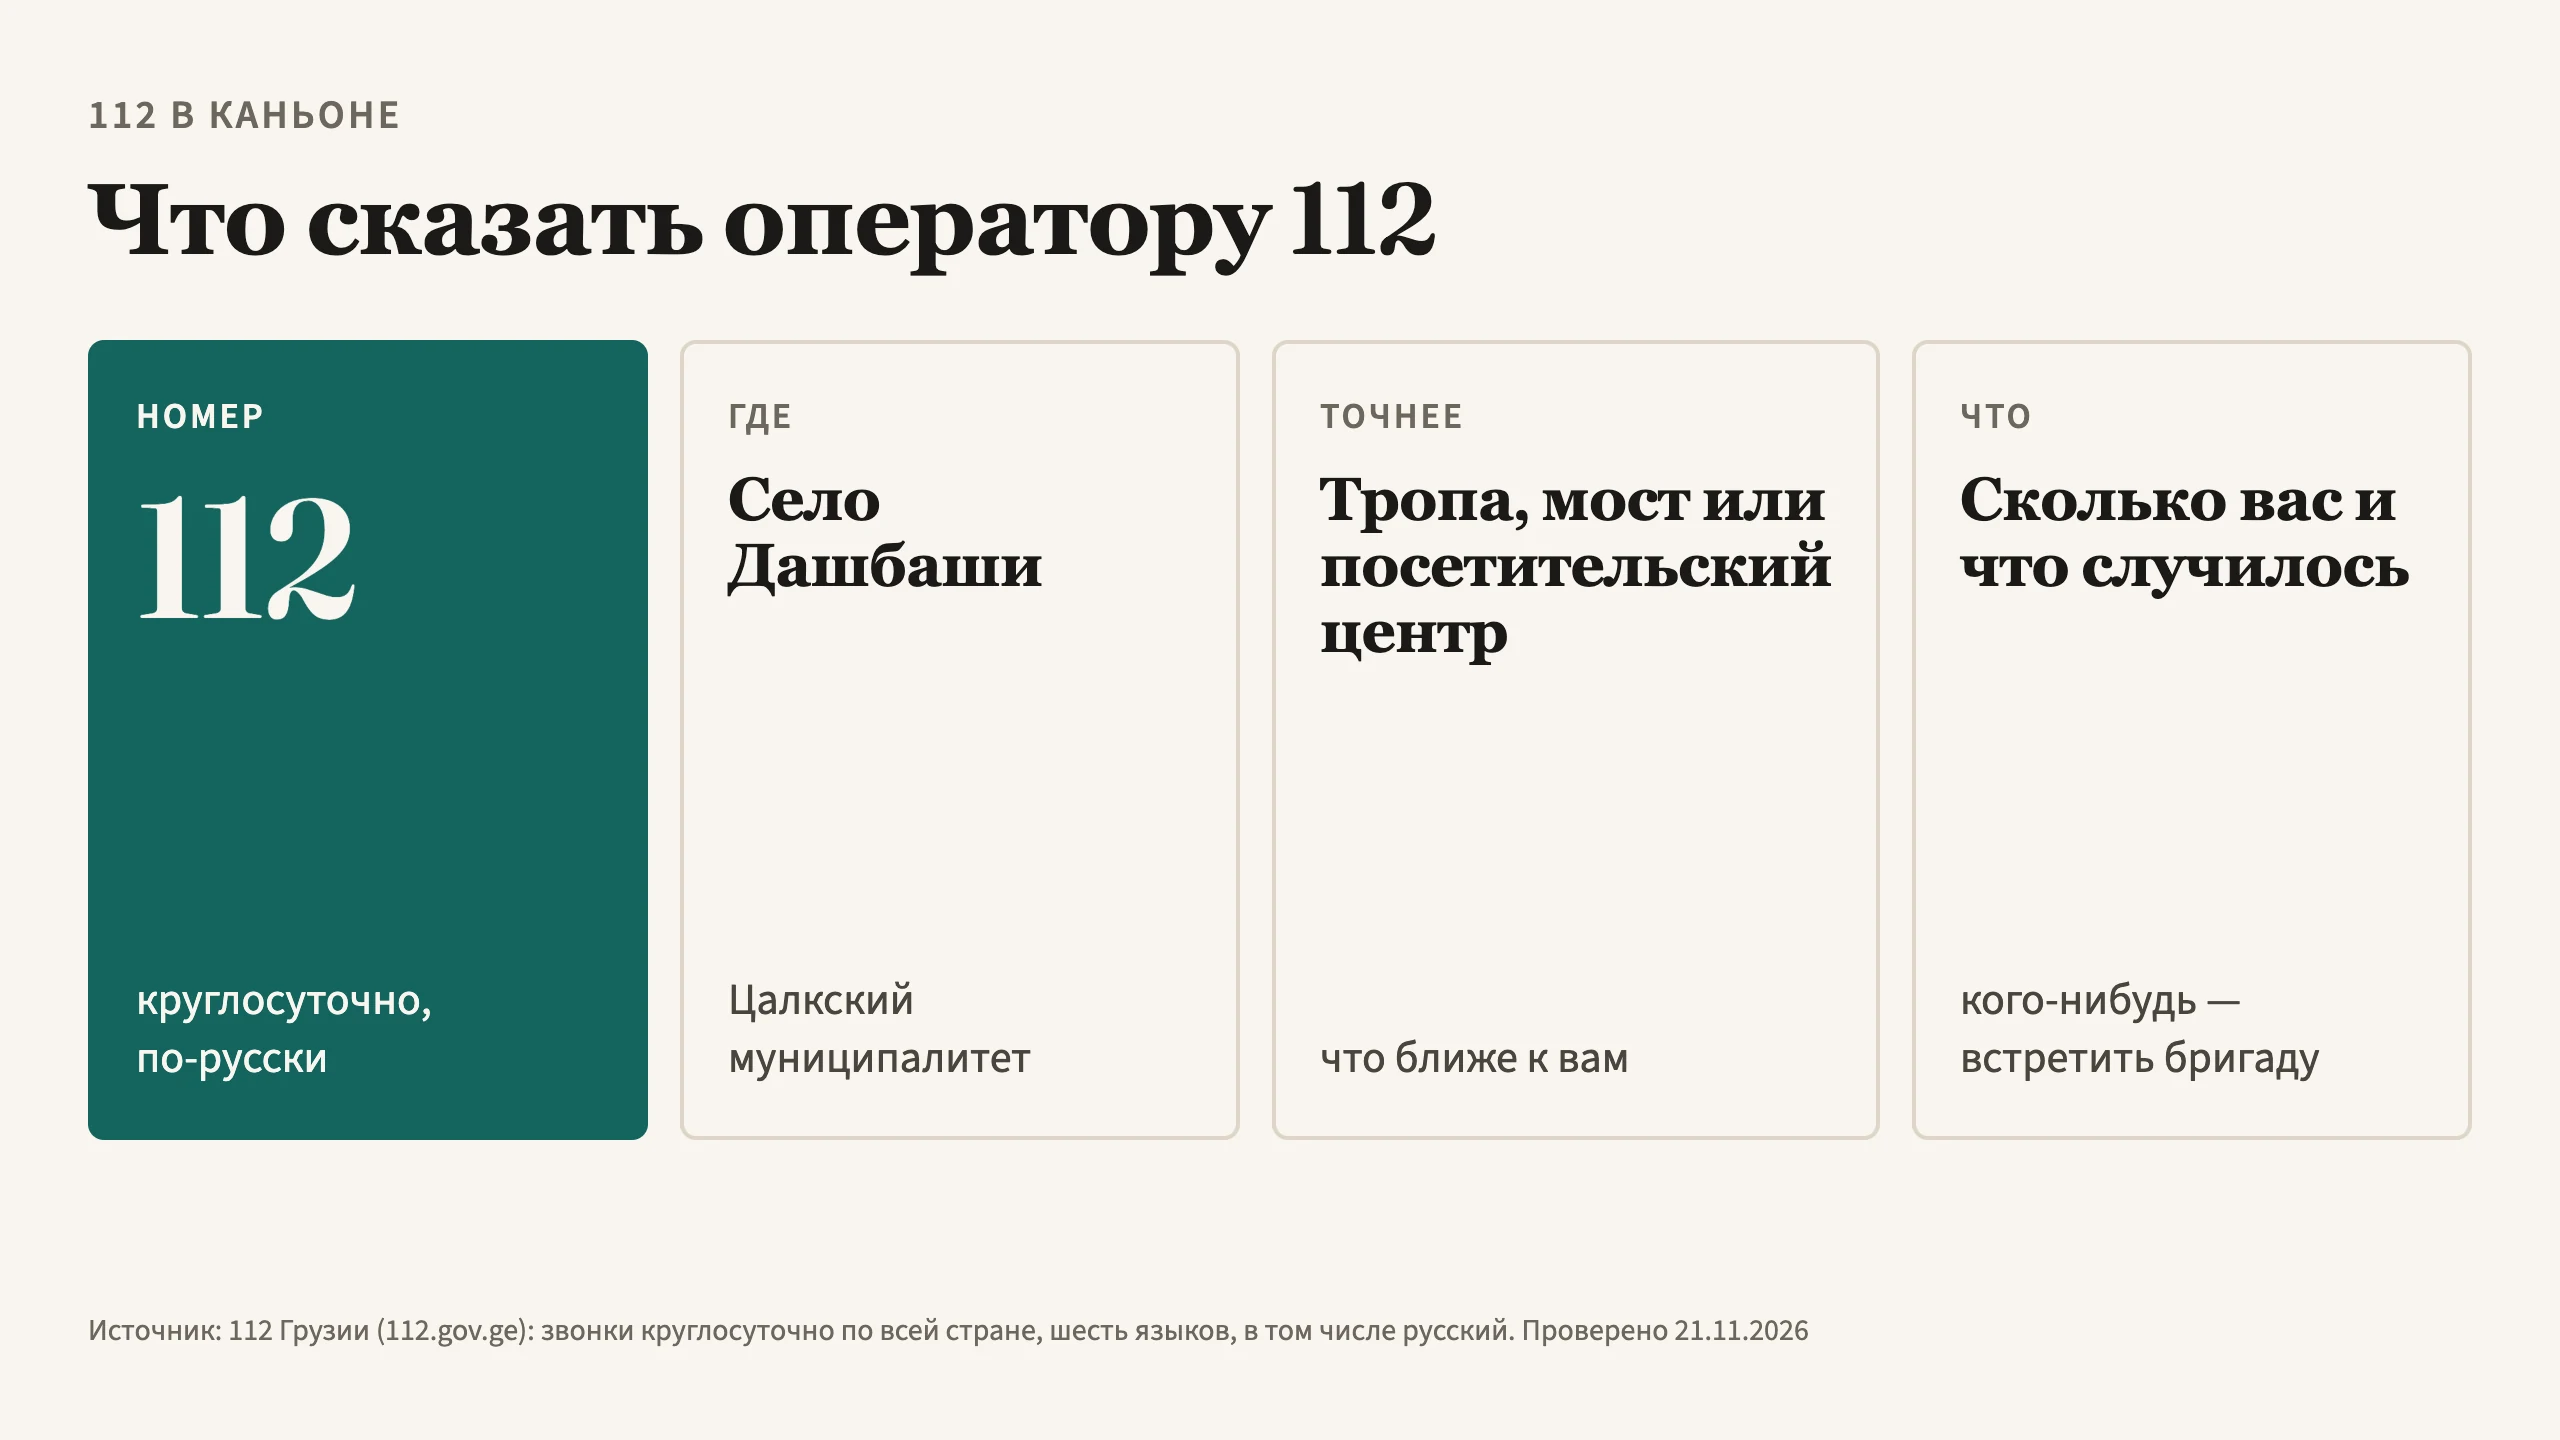 112 В КАНЬОНЕ
Что сказать оператору 112
НОМЕР
112
круглосуточно,
по-русски
ГДЕ
Село
Дашбаши
Цалкский
муниципалитет
ТОЧНЕЕ
Тропа, мост или
посетительский
центр
что ближе к вам
ЧТО
Сколько вас и
что случилось
кого-нибудь —
встретить бригаду
Источник: 112 Грузии (112.gov.ge): звонки круглосуточно по всей стране, шесть языков, в том числе русский. Проверено 21.11.2026